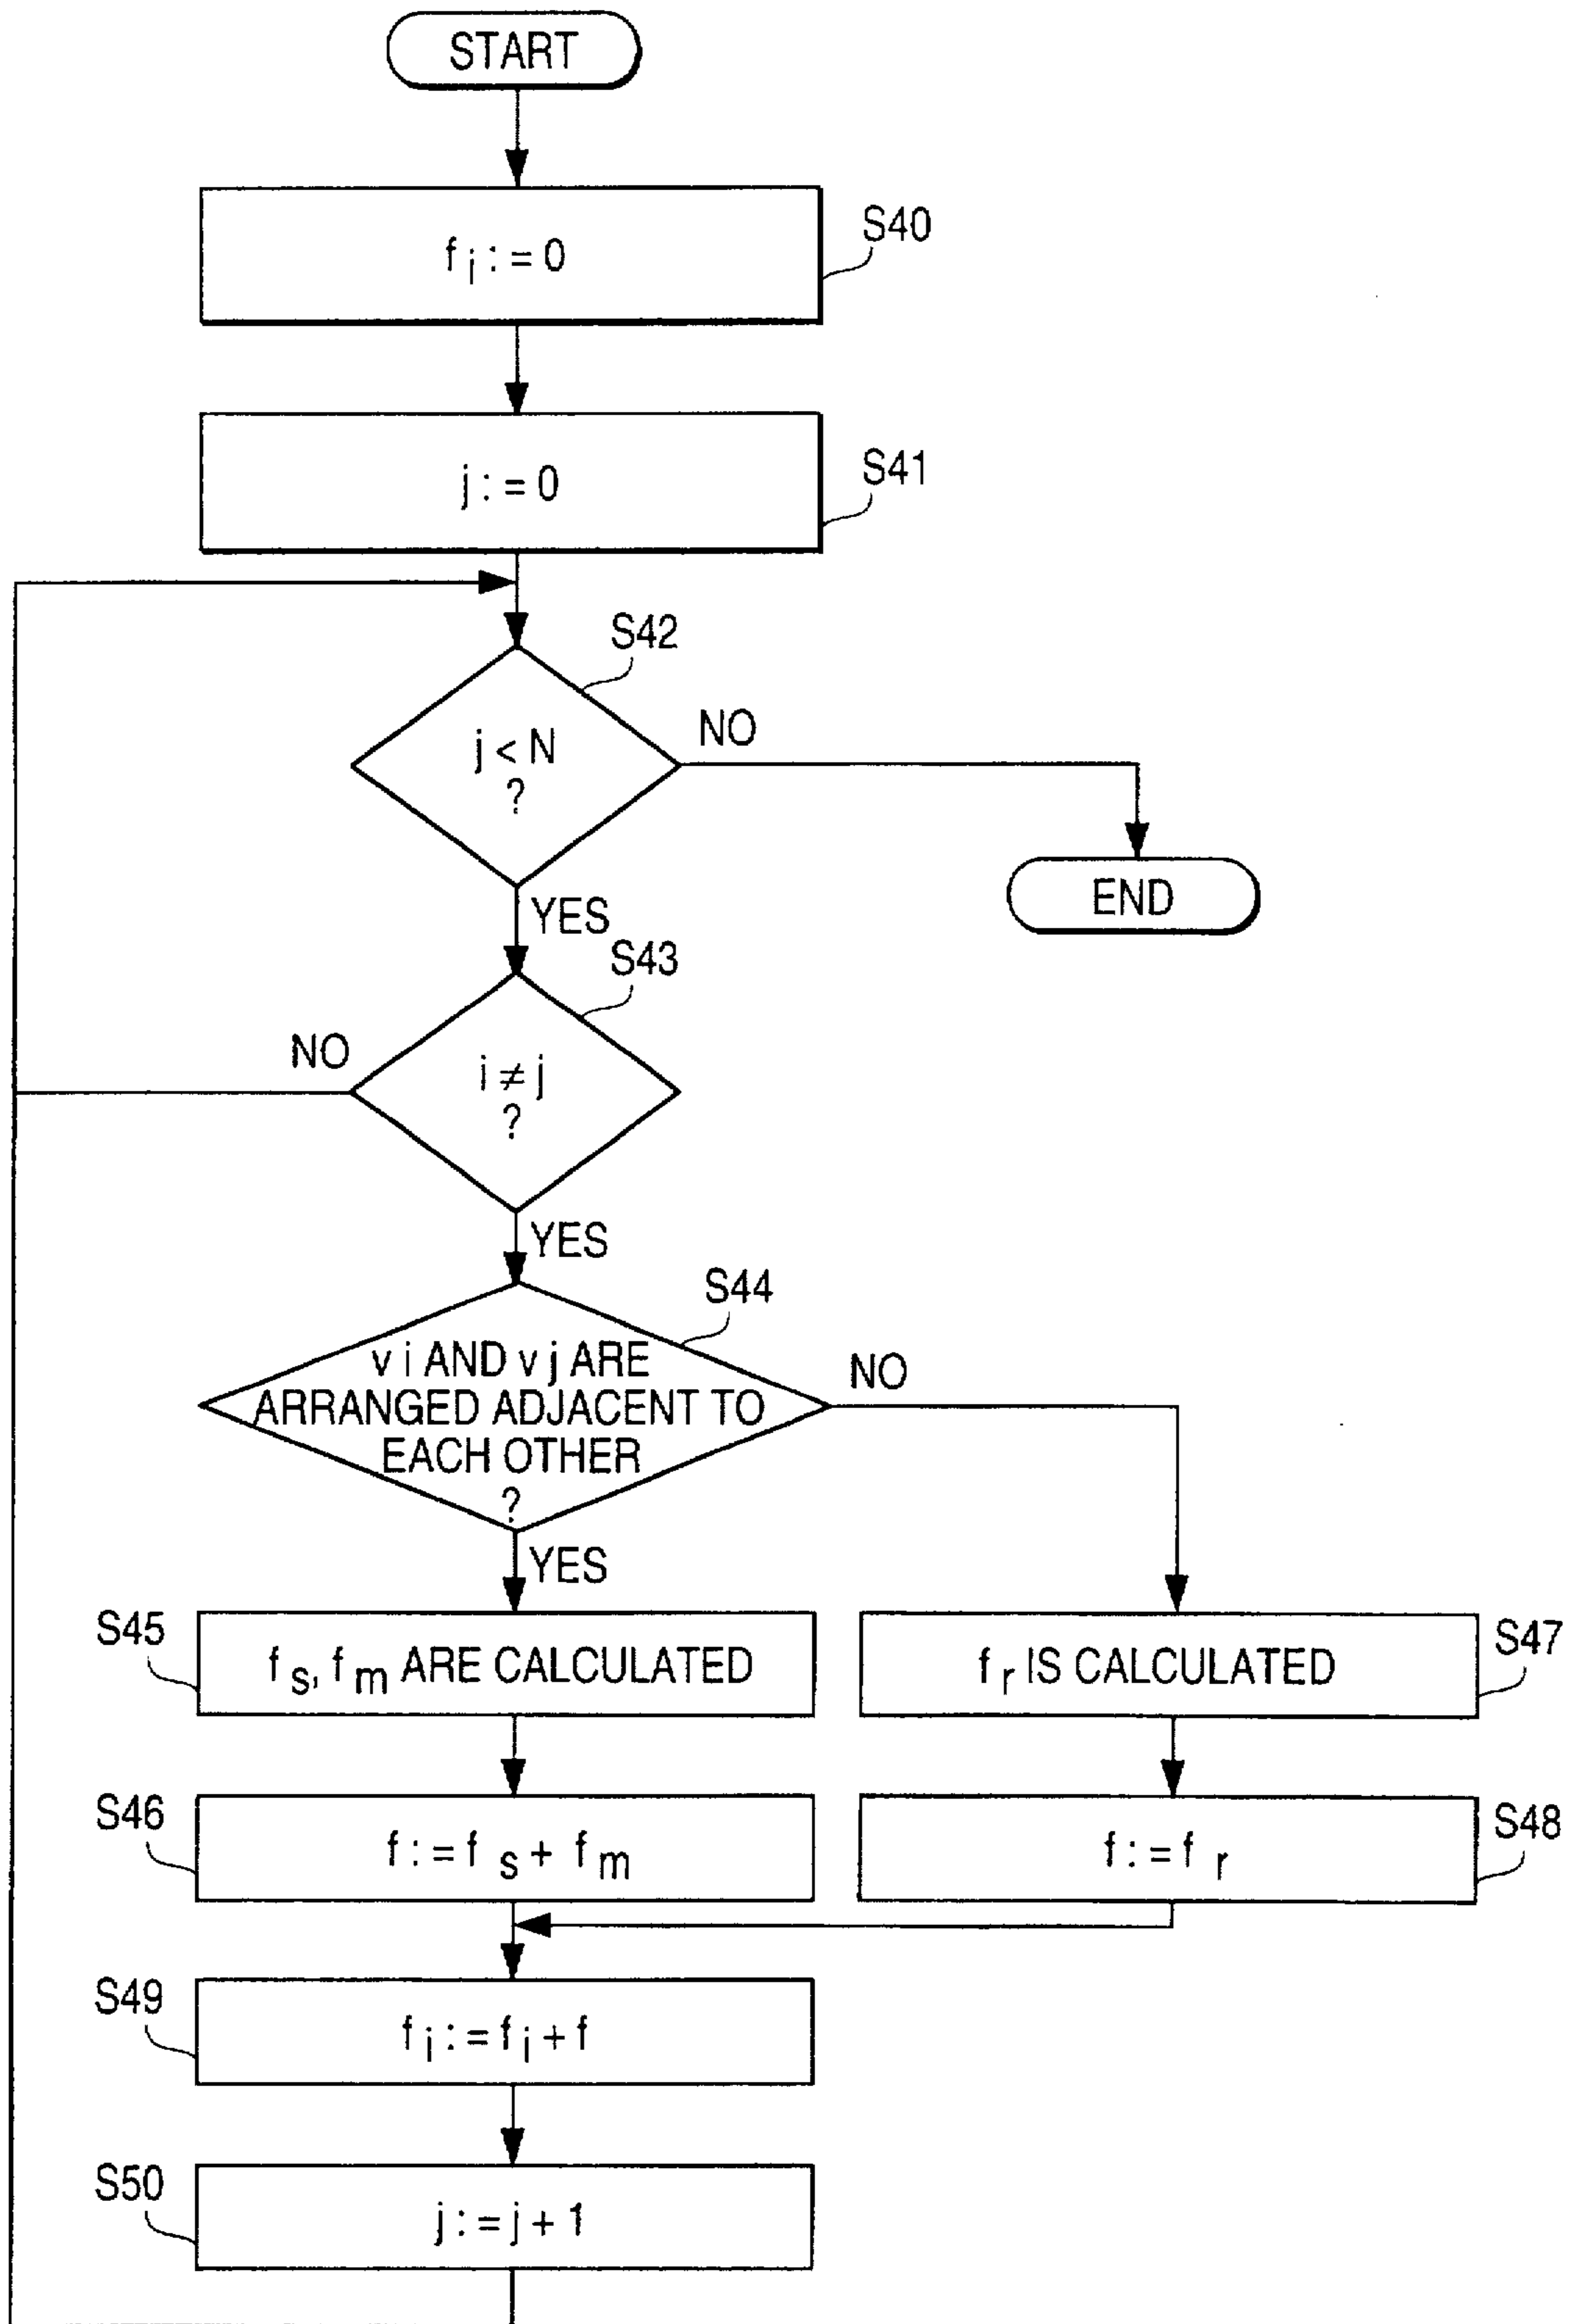 START
f i := 0
S40
j := 0
S41
S42
j < N
?
NO
END
YES
S43
NO
i ≠ j
?
YES
S44
v i AND v j ARE
ARRANGED ADJACENT TO
EACH OTHER
?
NO
YES
S45
f s, f m ARE CALCULATED
f r IS CALCULATED
S47
S46
f := f s + f m
f := f r
S48
S49
f i := f i + f
S50
j := j + 1